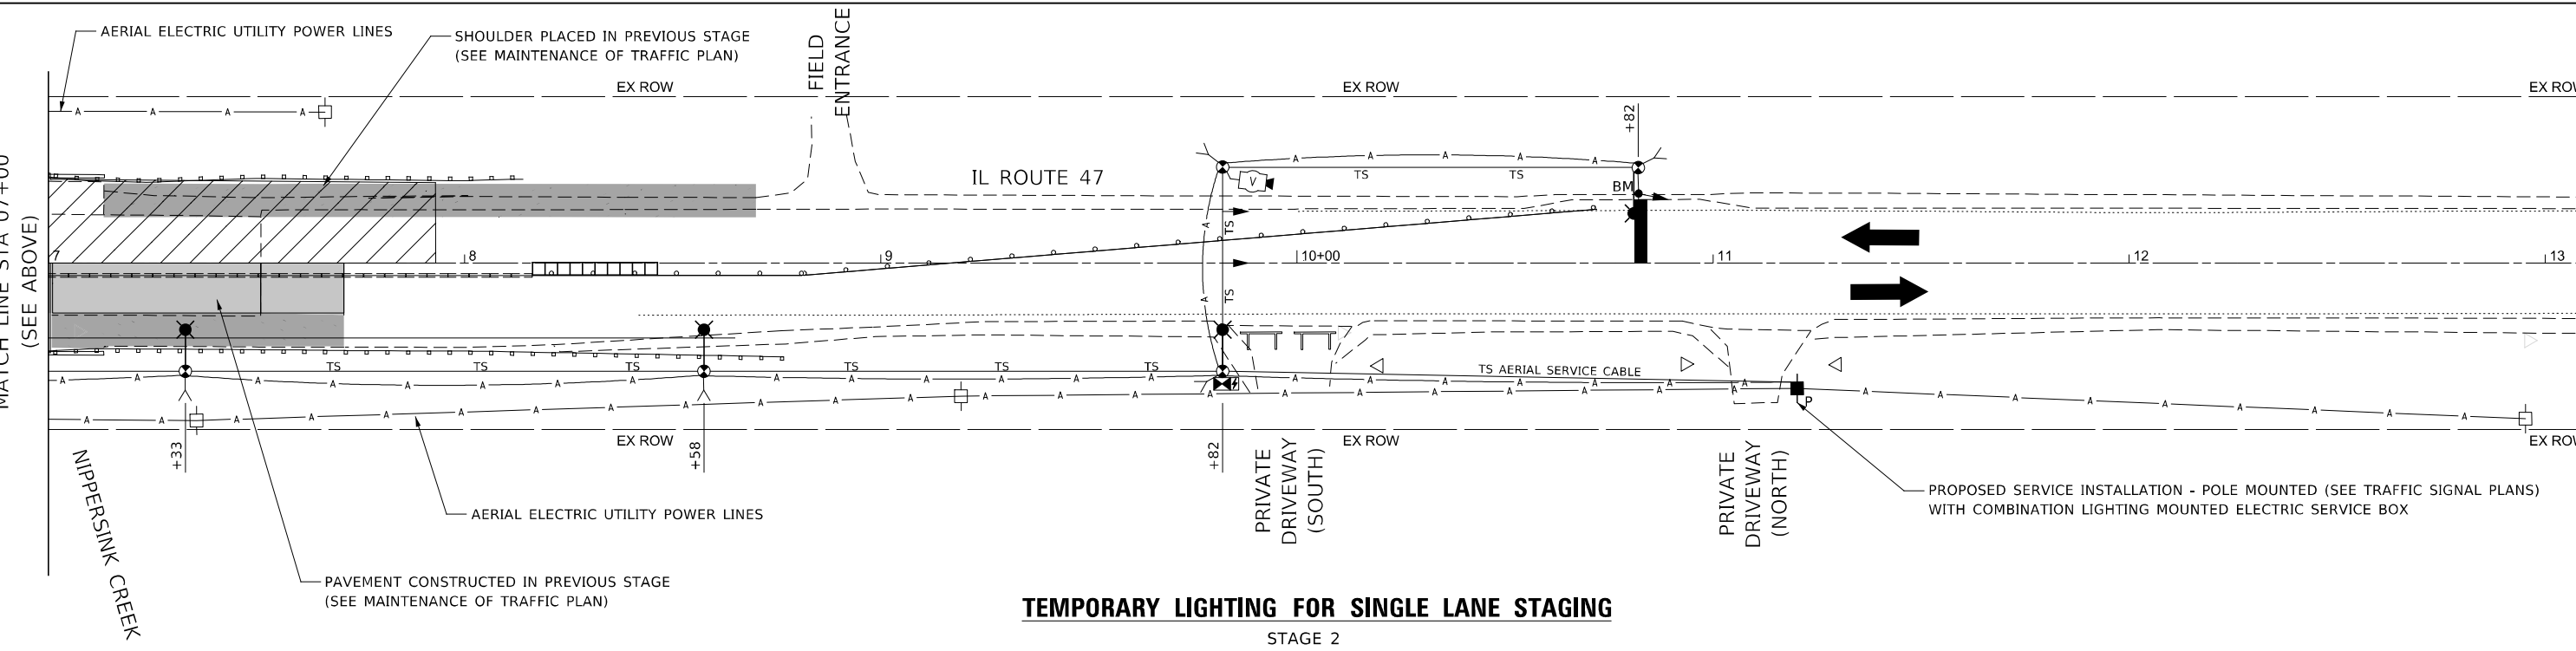 AERIAL ELECTRIC UTILITY POWER LINES
SHOULDER PLACED IN PREVIOUS STAGE
(SEE MAINTENANCE OF TRAFFIC PLAN)
FIELD
ENTRANCE
EX ROW
EX ROW
EX ROW
A A A A
+82
A A A A A
TS TS
IL ROUTE 47
V
BM
MATCH LINE STA 07+00
(SEE ABOVE)
A
TS
7
8
9
10+00
11
12
13
A
TS
TS TS TS TS TS TS
TS AERIAL SERVICE CABLE
A A A A A A A A A A A A A A A A A
P
A A A A A A A A A A A A A A A A A A A A A A A A
EX ROW
EX ROW
EX ROW
+33
+58
+82
NIPPERSINK CREEK
PRIVATE
DRIVEWAY
(SOUTH)
PRIVATE
DRIVEWAY
(NORTH)
PROPOSED SERVICE INSTALLATION - POLE MOUNTED (SEE TRAFFIC SIGNAL PLANS)
WITH COMBINATION LIGHTING MOUNTED ELECTRIC SERVICE BOX
AERIAL ELECTRIC UTILITY POWER LINES
PAVEMENT CONSTRUCTED IN PREVIOUS STAGE
(SEE MAINTENANCE OF TRAFFIC PLAN)
TEMPORARY LIGHTING FOR SINGLE LANE STAGING
STAGE 2